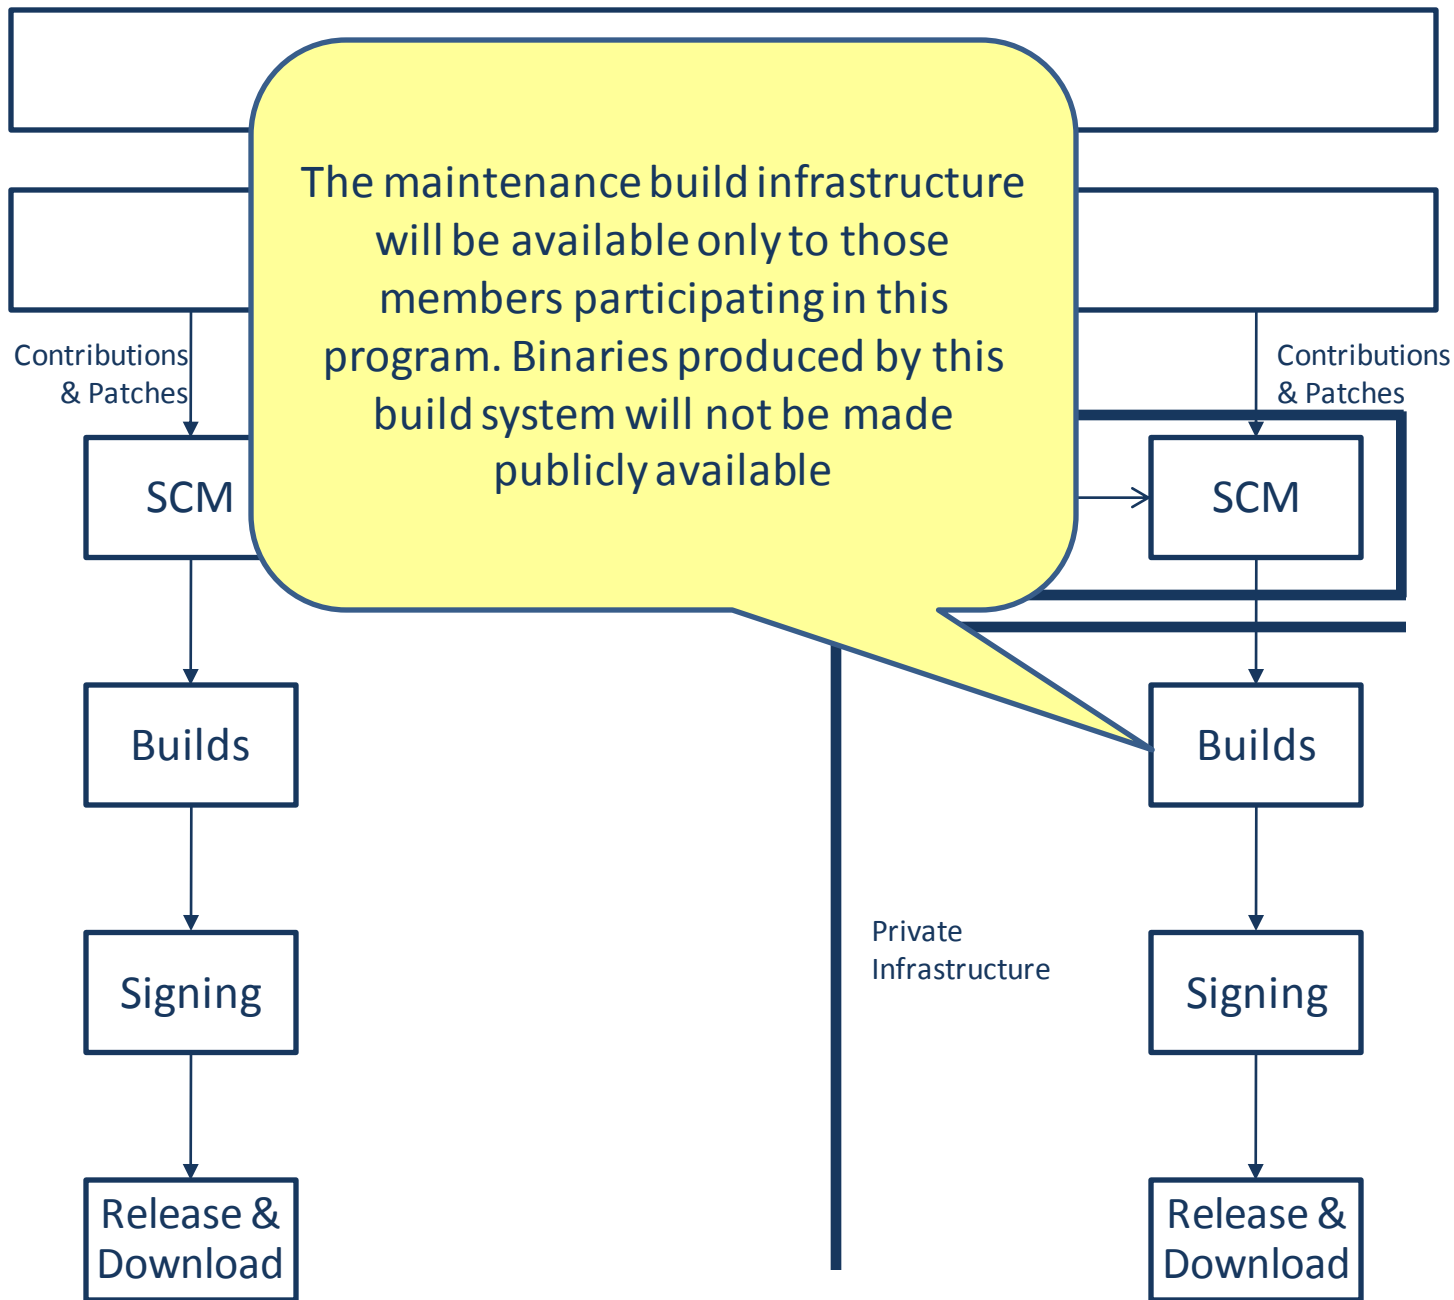 The maintenance build infrastructure
will be available only to those
members participating in this
program. Binaries produced by this
build system will not be made
publicly available
Contributions
& Patches
Contributions
& Patches
SCM
SCM
Builds
Builds
Private
Infrastructure
Signing
Signing
Release &
Download
Release &
Download